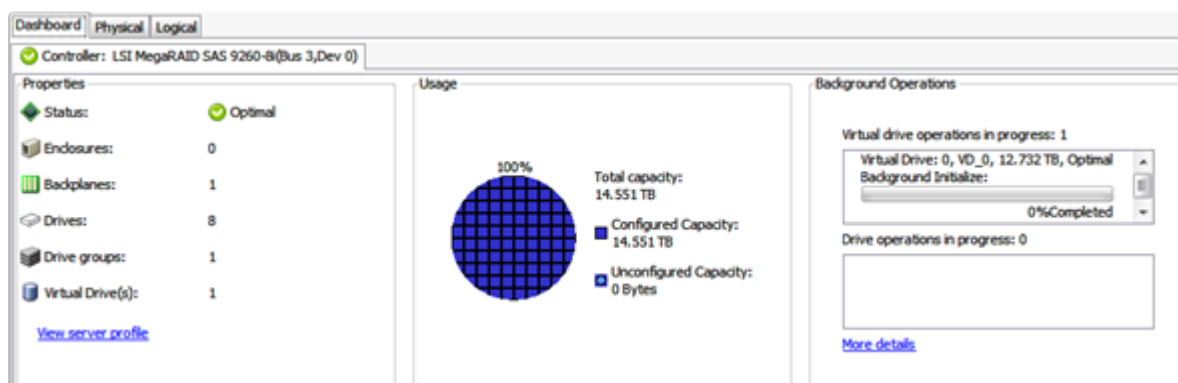 Dashboard Physical Logical
Controller: LSI MegaRAID SAS 9260-8i(Bus 3,Dev 0)
Properties
Status: Optimal
Enclosures: 0
Backplanes: 1
Drives: 8
Drive groups: 1
Virtual Drive(s): 1
View server profile
Usage
100%
Total capacity:
14.551 TB
Configured Capacity:
14.551 TB
Unconfigured Capacity:
0 Bytes
Background Operations
Virtual drive operations in progress: 1
Virtual Drive: 0, VD_0, 12.732 TB, Optimal
Background Initialize:
0%Completed
Drive operations in progress: 0
More details